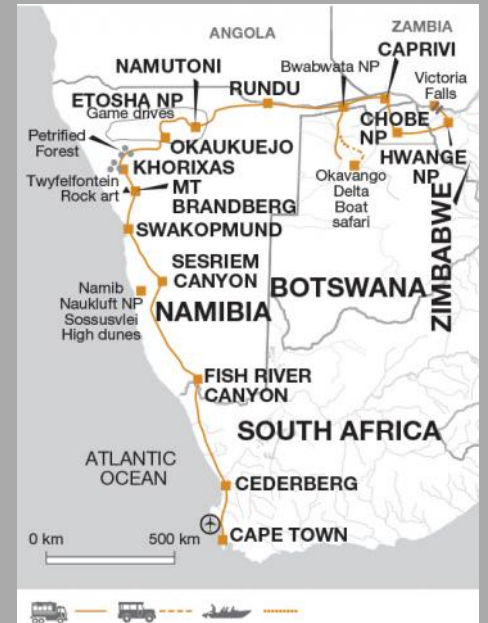 ANGOLA
ZAMBIA
NAMUTONI
Bwabwata NP
CAPRIVI
RUNDU
Victoria
Falls
ETOSHA NP
Game drives
CHOBE
NP
Petrified
Forest
OKAUKUEJO
HWANGE
NP
KHORIXAS
Twyfelfontein
Rock art
MT
BRANDBERG
Okavango
Delta
Boat
safari
SWAKOPMUND
ZIMBABWE
SESRIEM
CANYON
BOTSWANA
Namib
Naukluft NP
Sossusvlei
High dunes
NAMIBIA
FISH RIVER
CANYON
SOUTH AFRICA
ATLANTIC
OCEAN
CEDERBERG
CAPE TOWN
0 km
500 km